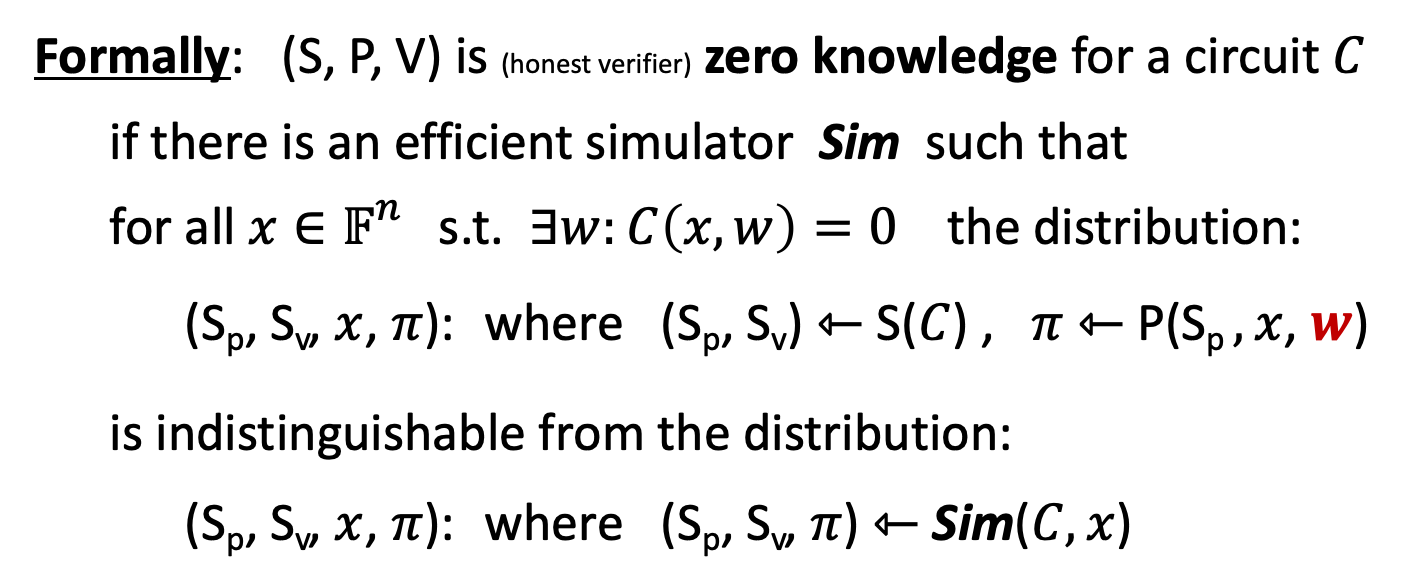 Formally: (S, P, V) is (honest verifier) zero knowledge for a circuit 𝐶
if there is an efficient simulator Sim such that
for all 𝑥 ∈ 𝔽ⁿ s.t. ∃𝑤: 𝐶(𝑥, 𝑤) = 0 the distribution:
(Sₚ, Sᵥ, 𝑥, 𝜋): where (Sₚ, Sᵥ) ← S(𝐶) , 𝜋 ← P(Sₚ , 𝑥, 𝒘)
is indistinguishable from the distribution:
(Sₚ, Sᵥ, 𝑥, 𝜋): where (Sₚ, Sᵥ, 𝜋) ← Sim(𝐶, 𝑥)